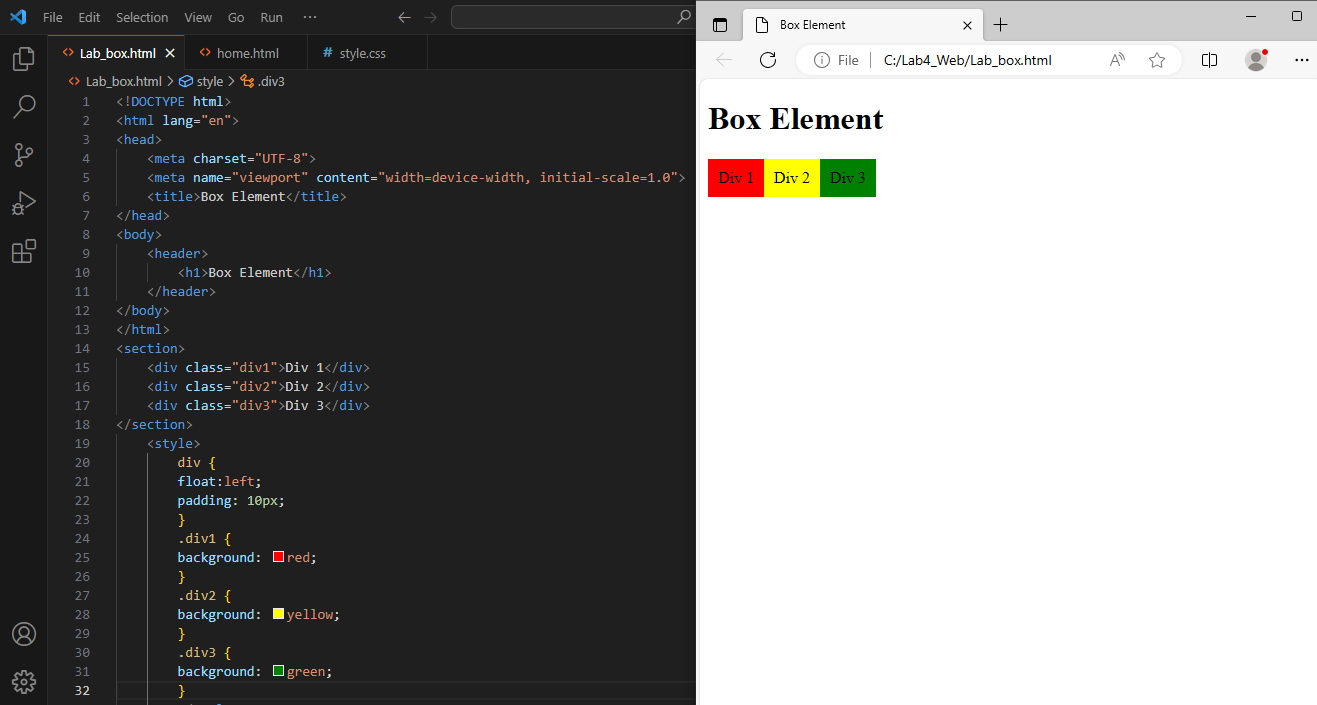 File Edit Selection View Go Run ···
Lab_box.html home.html # style.css
Lab_box.html > style > .div3
1 <!DOCTYPE html>
2 <html lang="en">
3 <head>
4 <meta charset="UTF-8">
5 <meta name="viewport" content="width=device-width, initial-scale=1.0">
6 <title>Box Element</title>
7 </head>
8 <body>
9 <header>
10 <h1>Box Element</h1>
11 </header>
12 </body>
13 </html>
14 <section>
15 <div class="div1">Div 1</div>
16 <div class="div2">Div 2</div>
17 <div class="div3">Div 3</div>
18 </section>
19 <style>
20 div {
21 float:left;
22 padding: 10px;
23 }
24 .div1 {
25 background: red;
26 }
27 .div2 {
28 background: yellow;
29 }
30 .div3 {
31 background: green;
32 }
Box Element
File | C:/Lab4_Web/Lab_box.html
Box Element
Div 1 Div 2 Div 3